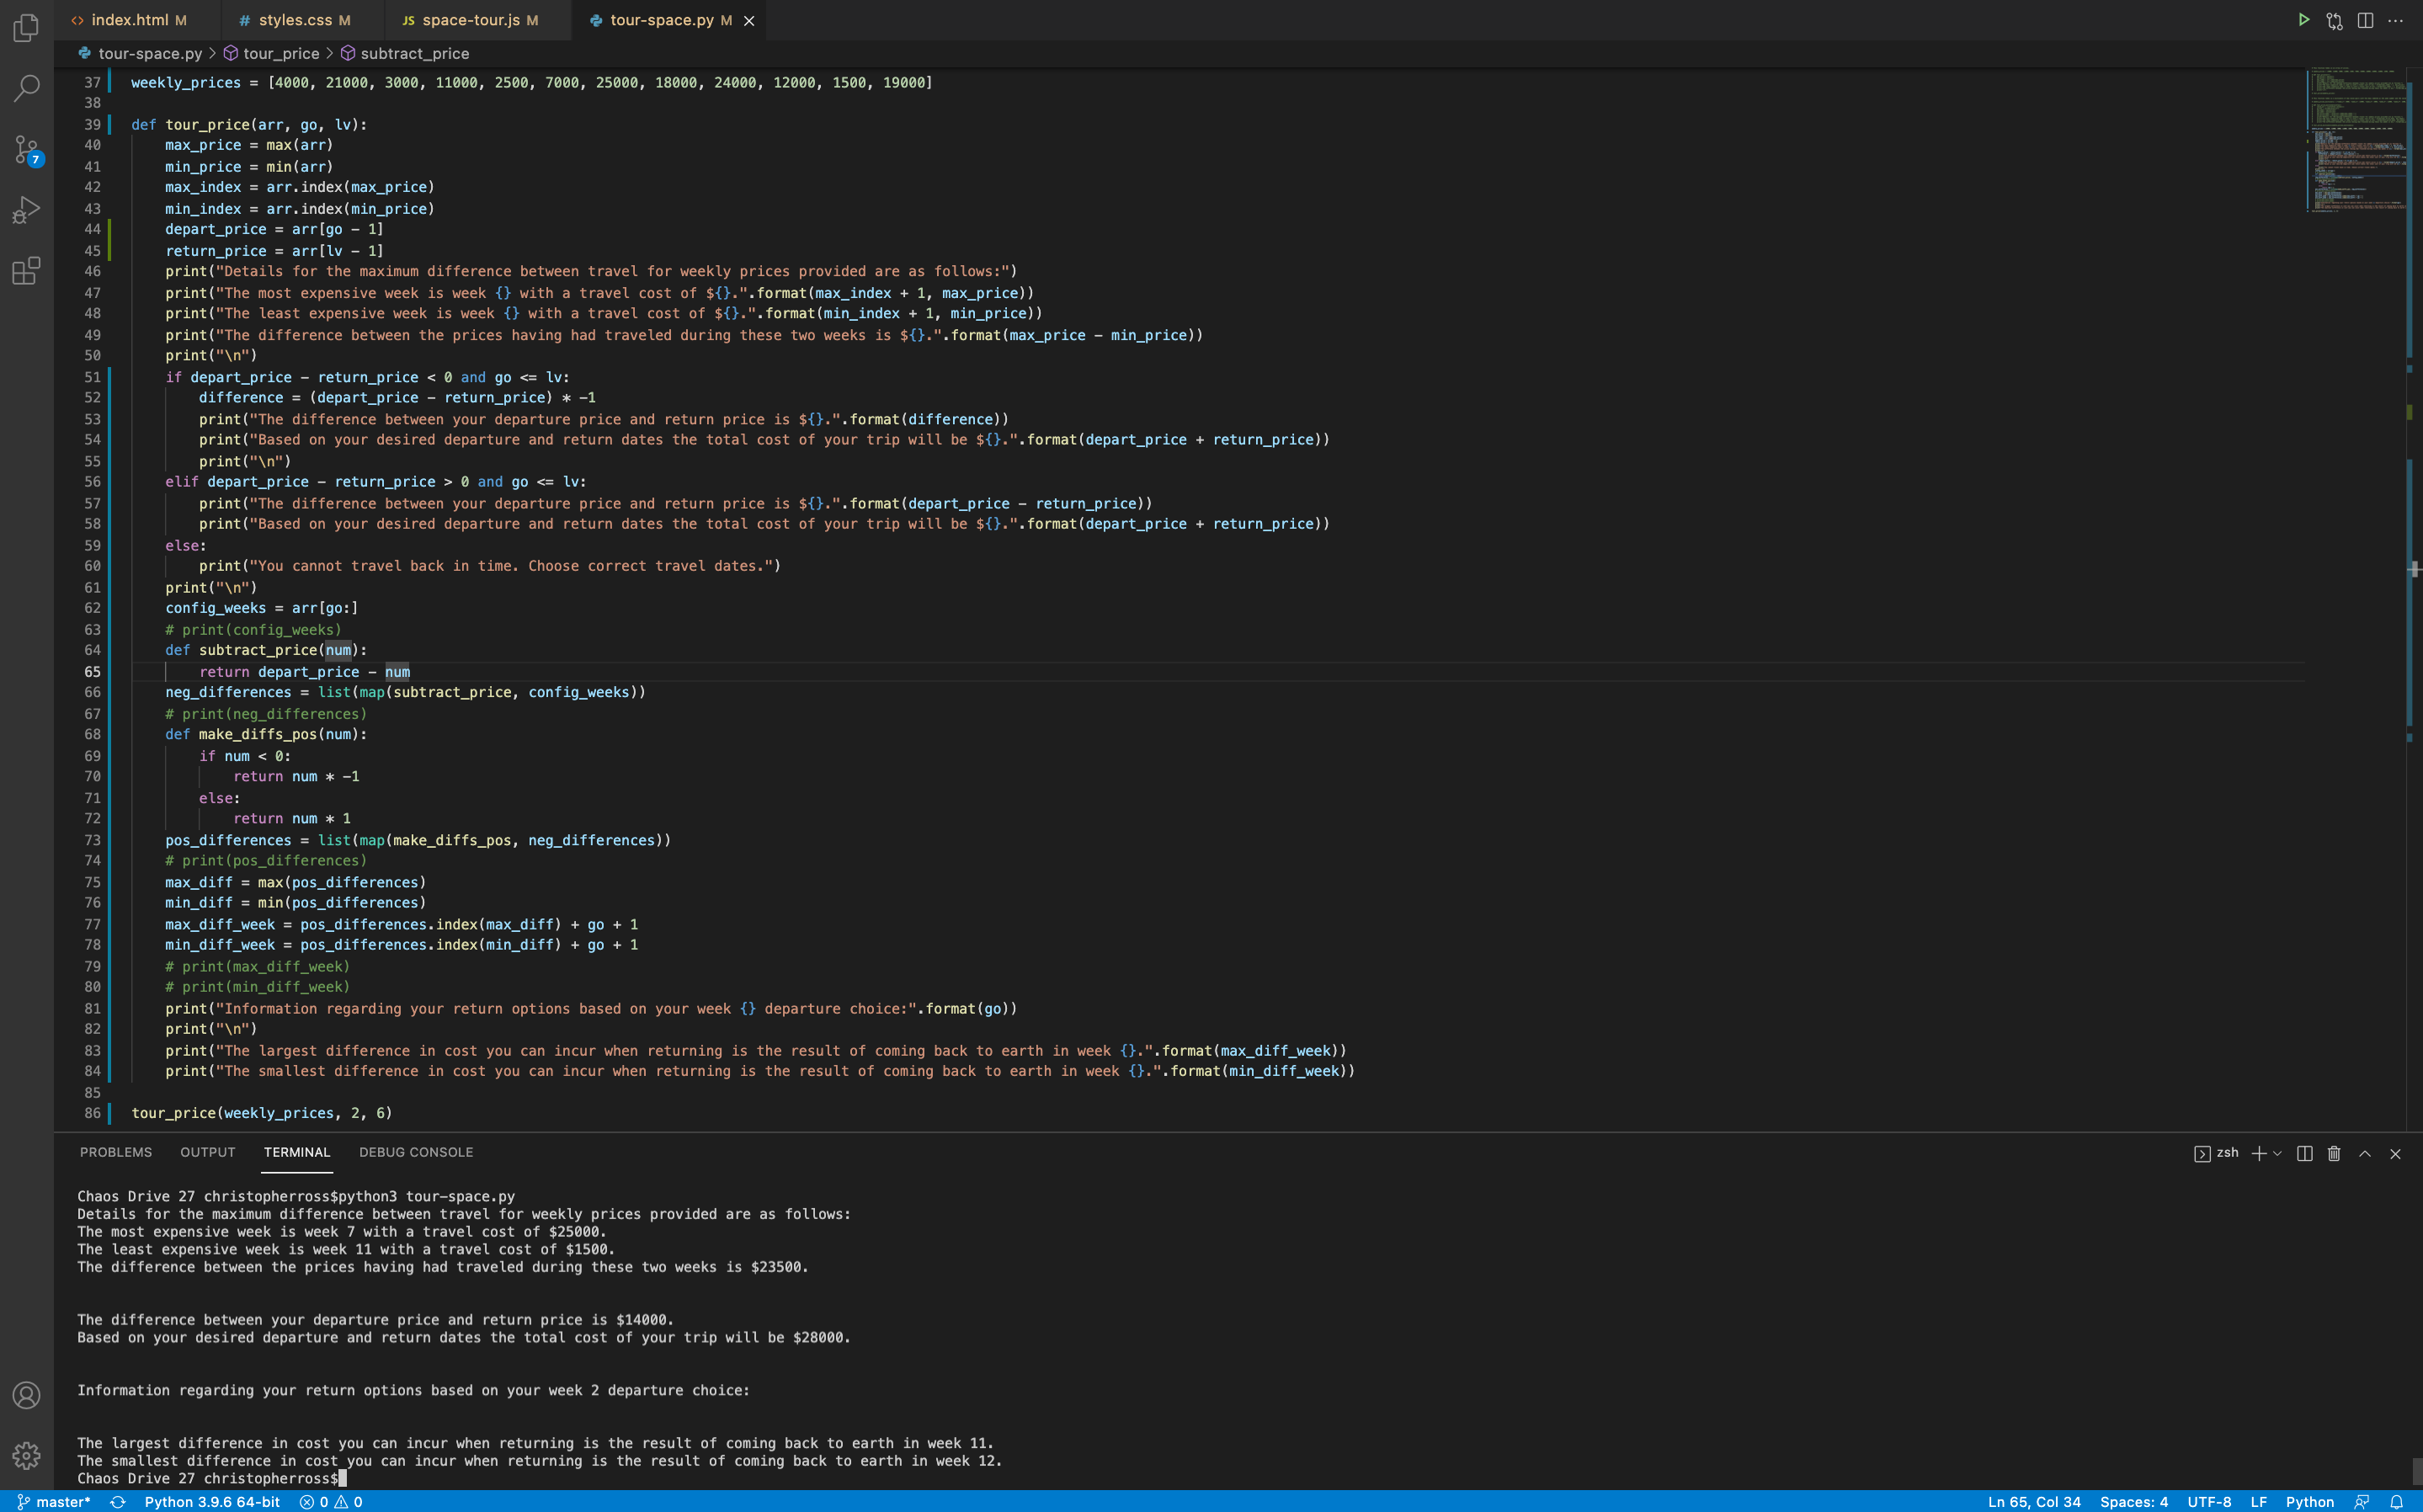 index.html M
# styles.css M
JS space-tour.js M
tour-space.py M
tour-space.py > tour_price > subtract_price
37 weekly_prices = [4000, 21000, 3000, 11000, 2500, 7000, 25000, 18000, 24000, 12000, 1500, 19000]
38
39 def tour_price(arr, go, lv):
40     max_price = max(arr)
41     min_price = min(arr)
42     max_index = arr.index(max_price)
43     min_index = arr.index(min_price)
44     depart_price = arr[go - 1]
45     return_price = arr[lv - 1]
46     print("Details for the maximum difference between travel for weekly prices provided are as follows:")
47     print("The most expensive week is week {} with a travel cost of ${}.".format(max_index + 1, max_price))
48     print("The least expensive week is week {} with a travel cost of ${}.".format(min_index + 1, min_price))
49     print("The difference between the prices having had traveled during these two weeks is ${}.".format(max_price - min_price))
50     print("\n")
51     if depart_price - return_price < 0 and go <= lv:
52         difference = (depart_price - return_price) * -1
53         print("The difference between your departure price and return price is ${}.".format(difference))
54         print("Based on your desired departure and return dates the total cost of your trip will be ${}.".format(depart_price + return_price))
55         print("\n")
56     elif depart_price - return_price > 0 and go <= lv:
57         print("The difference between your departure price and return price is ${}.".format(depart_price - return_price))
58         print("Based on your desired departure and return dates the total cost of your trip will be ${}.".format(depart_price + return_price))
59     else:
60         print("You cannot travel back in time. Choose correct travel dates.")
61     print("\n")
62     config_weeks = arr[go:]
63     # print(config_weeks)
64     def subtract_price(num):
65         return depart_price - num
66     neg_differences = list(map(subtract_price, config_weeks))
67     # print(neg_differences)
68     def make_diffs_pos(num):
69         if num < 0:
70             return num * -1
71         else:
72             return num * 1
73     pos_differences = list(map(make_diffs_pos, neg_differences))
74     # print(pos_differences)
75     max_diff = max(pos_differences)
76     min_diff = min(pos_differences)
77     max_diff_week = pos_differences.index(max_diff) + go + 1
78     min_diff_week = pos_differences.index(min_diff) + go + 1
79     # print(max_diff_week)
80     # print(min_diff_week)
81     print("Information regarding your return options based on your week {} departure choice:".format(go))
82     print("\n")
83     print("The largest difference in cost you can incur when returning is the result of coming back to earth in week {}.".format(max_diff_week))
84     print("The smallest difference in cost you can incur when returning is the result of coming back to earth in week {}.".format(min_diff_week))
85
86 tour_price(weekly_prices, 2, 6)
7
PROBLEMS OUTPUT TERMINAL DEBUG CONSOLE
zsh
Chaos Drive 27 christopherross$python3 tour-space.py
Details for the maximum difference between travel for weekly prices provided are as follows:
The most expensive week is week 7 with a travel cost of $25000.
The least expensive week is week 11 with a travel cost of $1500.
The difference between the prices having had traveled during these two weeks is $23500.
The difference between your departure price and return price is $14000.
Based on your desired departure and return dates the total cost of your trip will be $28000.
Information regarding your return options based on your week 2 departure choice:
The largest difference in cost you can incur when returning is the result of coming back to earth in week 11.
The smallest difference in cost you can incur when returning is the result of coming back to earth in week 12.
Chaos Drive 27 christopherross$
master* Python 3.9.6 64-bit 0 0 Ln 65, Col 34 Spaces: 4 UTF-8 LF Python